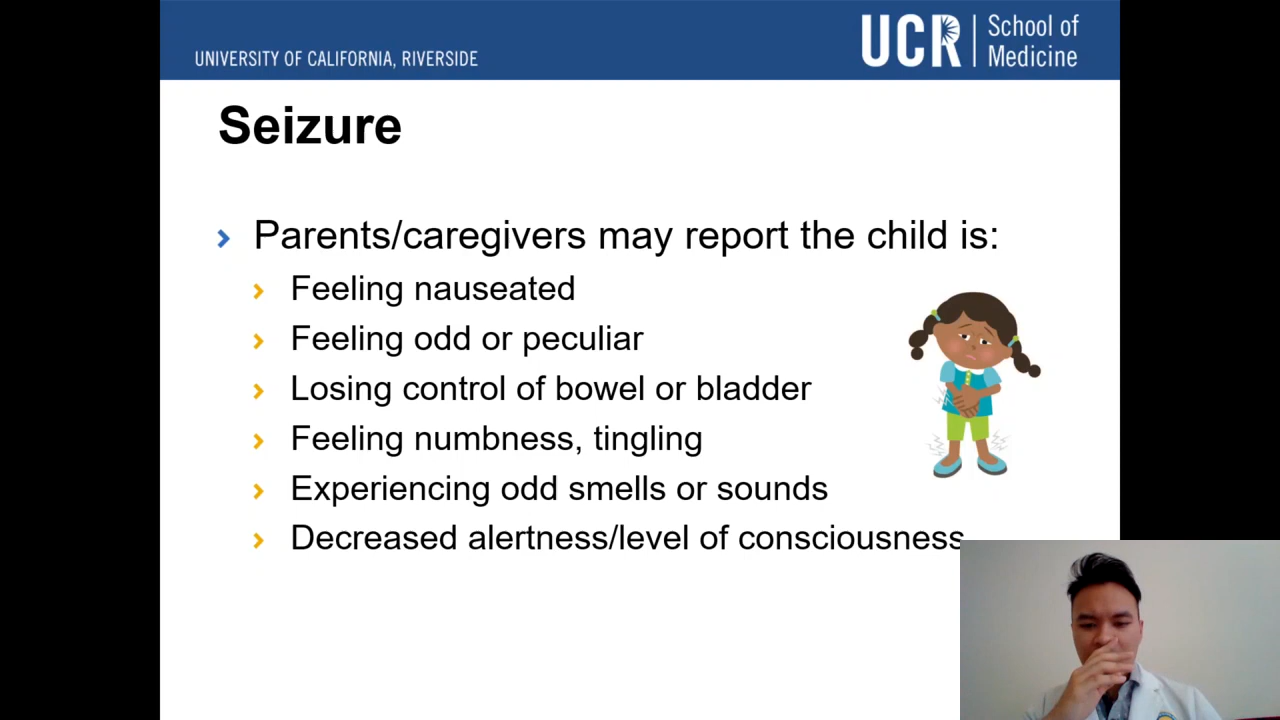 UNIVERSITY OF CALIFORNIA, RIVERSIDE
UCR
School of
Medicine
Seizure
Parents/caregivers may report the child is:
Feeling nauseated
Feeling odd or peculiar
Losing control of bowel or bladder
Feeling numbness, tingling
Experiencing odd smells or sounds
Decreased alertness/level of consciousness